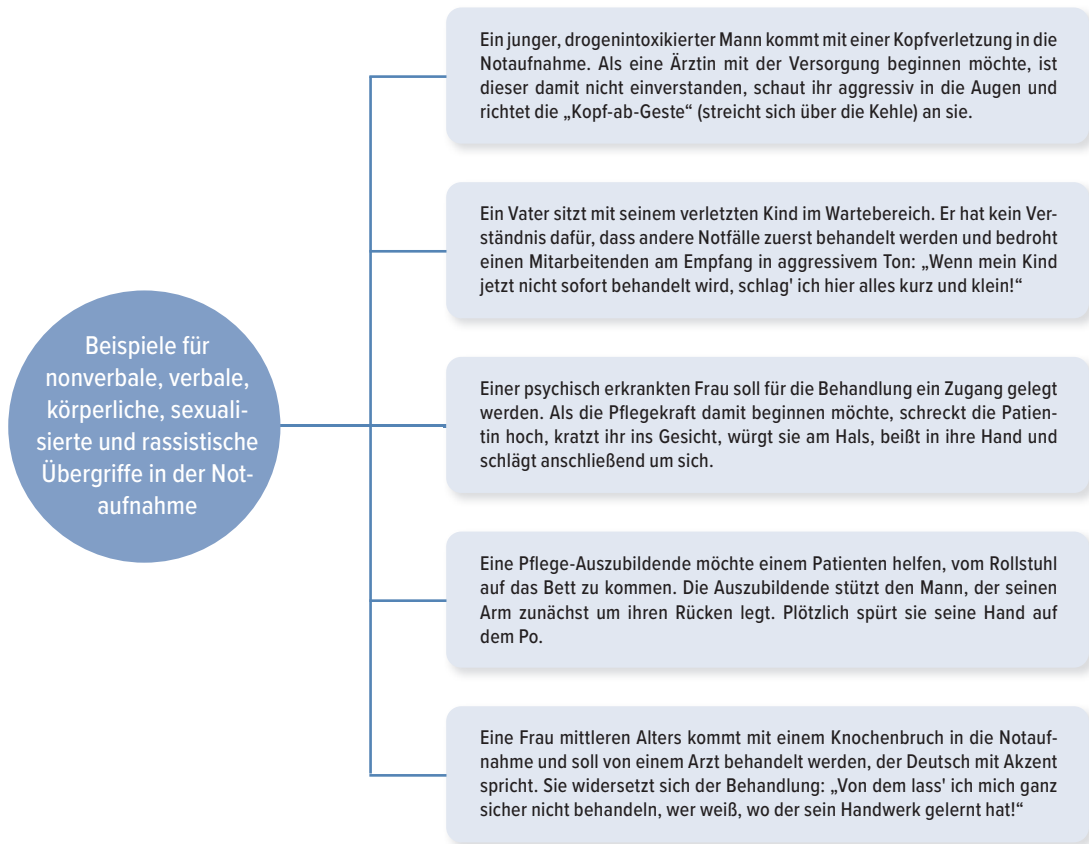 Beispiele für
nonverbale, verbale,
körperliche, sexuali-
sierte und rassistische
Übergriffe in der Not-
aufnahme
Ein junger, drogenintoxikierter Mann kommt mit einer Kopfverletzung in die
Notaufnahme. Als eine Ärztin mit der Versorgung beginnen möchte, ist
dieser damit nicht einverstanden, schaut ihr aggressiv in die Augen und
richtet die „Kopf-ab-Geste“ (streicht sich über die Kehle) an sie.
Ein Vater sitzt mit seinem verletzten Kind im Wartebereich. Er hat kein Ver-
ständnis dafür, dass andere Notfälle zuerst behandelt werden und bedroht
einen Mitarbeitenden am Empfang in aggressivem Ton: „Wenn mein Kind
jetzt nicht sofort behandelt wird, schlag' ich hier alles kurz und klein!“
Einer psychisch erkrankten Frau soll für die Behandlung ein Zugang gelegt
werden. Als die Pflegekraft damit beginnen möchte, schreckt die Patien-
tin hoch, kratzt ihr ins Gesicht, würgt sie am Hals, beißt in ihre Hand und
schlägt anschließend um sich.
Eine Pflege-Auszubildende möchte einem Patienten helfen, vom Rollstuhl
auf das Bett zu kommen. Die Auszubildende stützt den Mann, der seinen
Arm zunächst um ihren Rücken legt. Plötzlich spürt sie seine Hand auf
dem Po.
Eine Frau mittleren Alters kommt mit einem Knochenbruch in die Notauf-
nahme und soll von einem Arzt behandelt werden, der Deutsch mit Akzent
spricht. Sie widersetzt sich der Behandlung: „Von dem lass' ich mich ganz
sicher nicht behandeln, wer weiß, wo der sein Handwerk gelernt hat!“